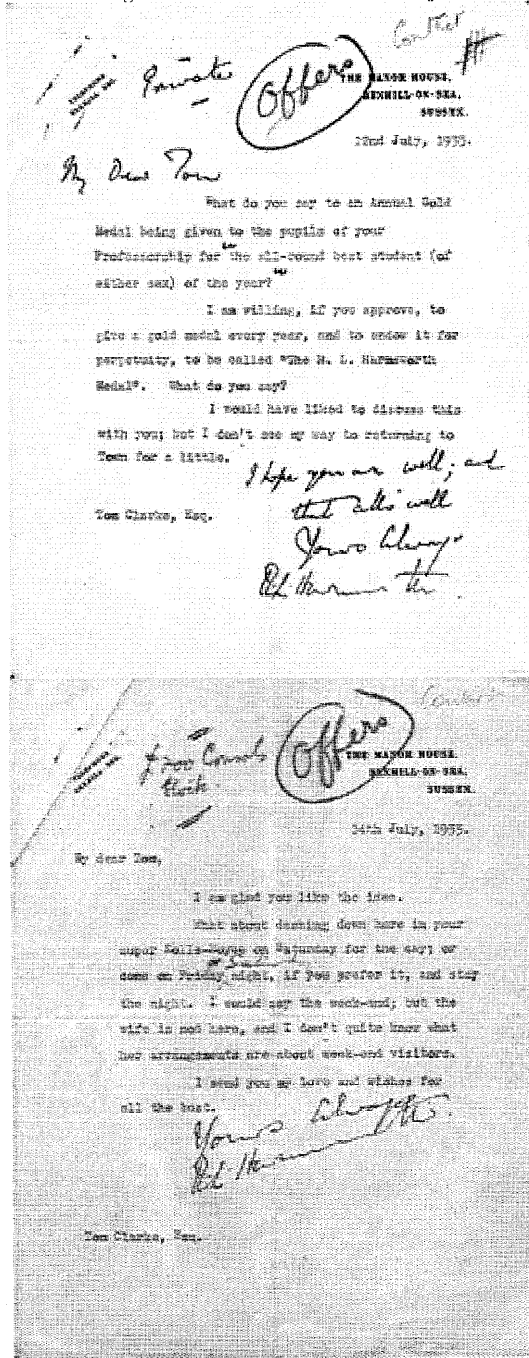 Private
Offers
THE MANOR HOUSE,
BEXHILL-ON-SEA,
SUSSEX.
July, 1935.
My Dear Tom
What do you say to an Annual Gold
Medal being given to the pupils of your
Professorship for the all-round best student (of
either sex) of the year?
I am willing, if you approve, to
give a gold medal every year, and to endow it for
perpetuity, to be called "The R. L. Harmsworth
Medal". What do you say?
I would have liked to discuss this
with you; but I don't see my way to returning to
Town for a little.
I hope you are well; and
that all's well
Yours always
RL Harmsworth
Tom Clarke, Esq.
Offers
THE MANOR HOUSE,
BEXHILL-ON-SEA,
SUSSEX.
14th July, 1935.
My dear Tom,
I am glad you like the idea.
What about dashing down here in your
super Rolls-Royce on Saturday for the day; or
come on Friday night, if you prefer it, and stay
the night. I would say the week-end; but the
wife is not here, and I don't quite know what
her arrangements are about week-end visitors.
I send you my love and wishes for
all the best.
Yours always
RL Harmsworth
Tom Clarke, Esq.